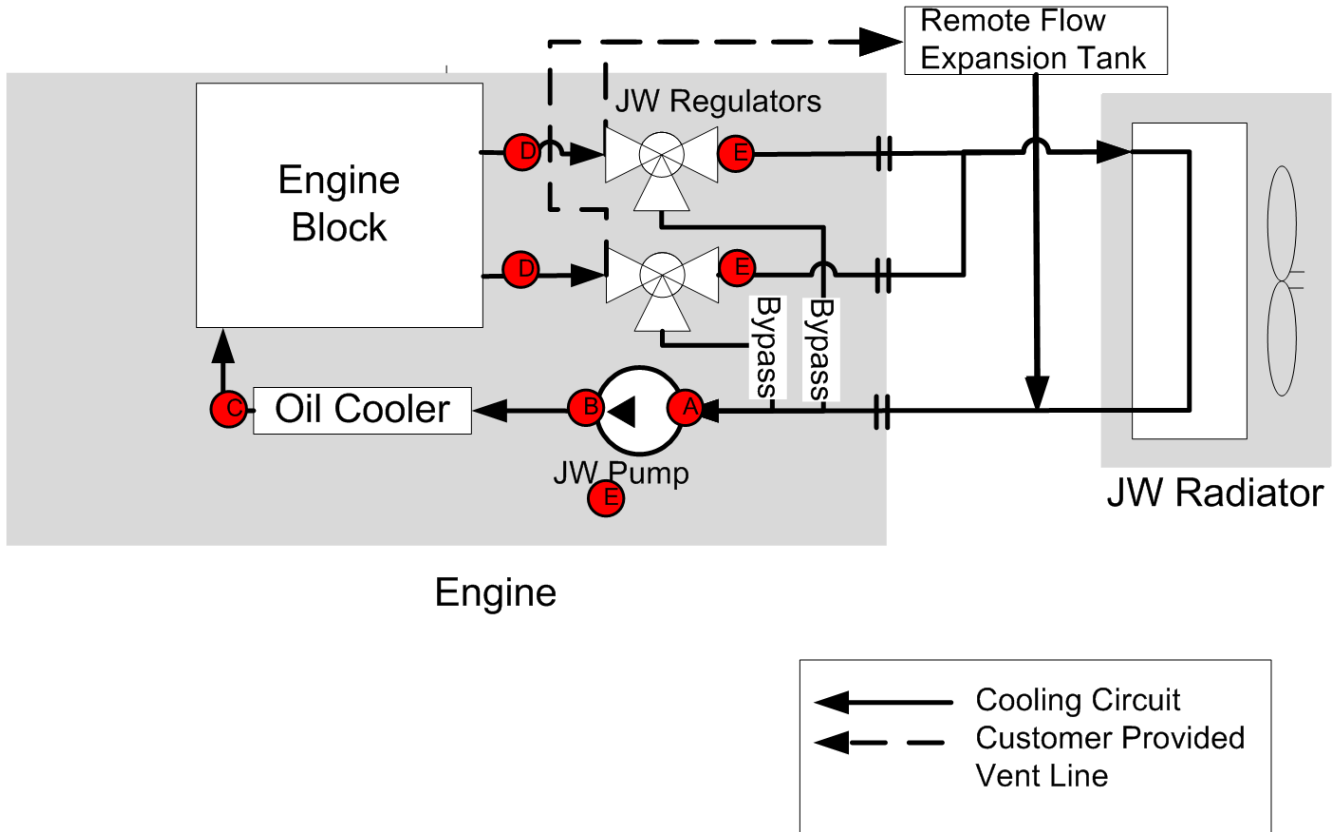 Remote Flow
Expansion Tank
JW Regulators
D
E
Engine
Block
D
E
Bypass
Bypass
C
Oil Cooler
B
A
JW Pump
E
JW Radiator
Engine
Cooling Circuit
Customer Provided
Vent Line